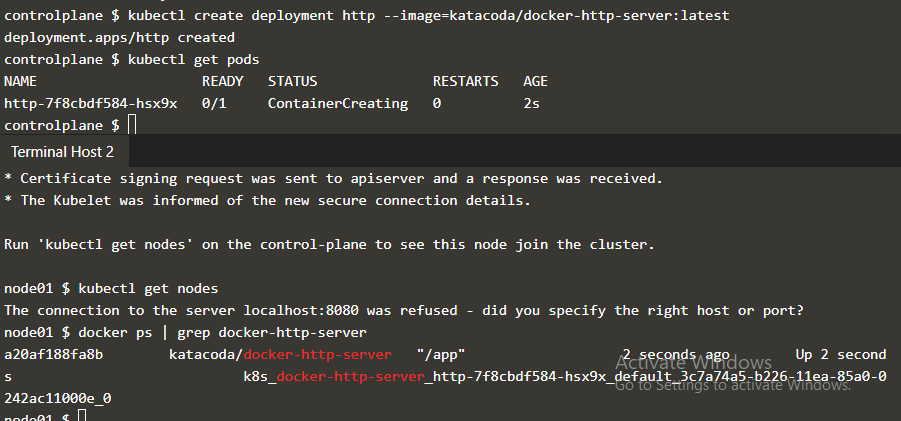 controlplane $ kubectl create deployment http --image=katacoda/docker-http-server:latest
deployment.apps/http created
controlplane $ kubectl get pods
NAME                    READY   STATUS              RESTARTS   AGE
http-7f8cbdf584-hsx9x   0/1     ContainerCreating   0          2s
controlplane $
Terminal Host 2
* Certificate signing request was sent to apiserver and a response was received.
* The Kubelet was informed of the new secure connection details.
Run 'kubectl get nodes' on the control-plane to see this node join the cluster.
node01 $ kubectl get nodes
The connection to the server localhost:8080 was refused - did you specify the right host or port?
node01 $ docker ps | grep docker-http-server
a20af188fa8b        katacoda/docker-http-server   "/app"                   2 seconds ago        Up 2 second
s                            k8s_docker-http-server_http-7f8cbdf584-hsx9x_default_3c7a74a5-b226-11ea-85a0-0
242ac11000e_0
node01 $
Activate Windows
Go to Settings to activate Windows.